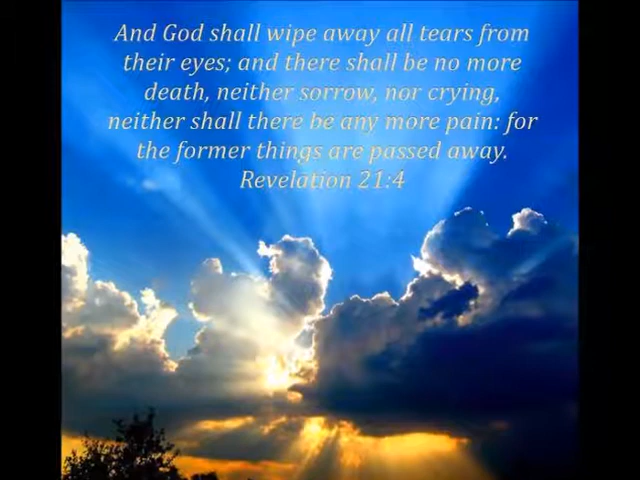 And God shall wipe away all tears from
their eyes; and there shall be no more
death, neither sorrow, nor crying,
neither shall there be any more pain: for
the former things are passed away.
Revelation 21:4